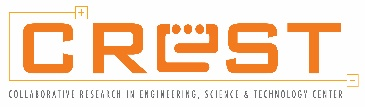 CREST
COLLABORATIVE RESEARCH IN ENGINEERING, SCIENCE & TECHNOLOGY CENTER